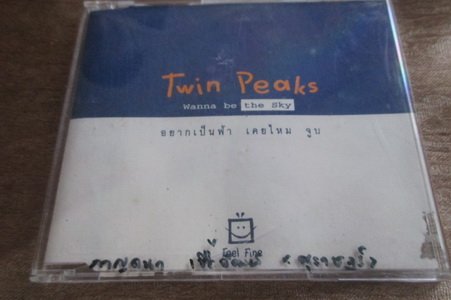 Twin Peaks
Wanna be the Sky
อยากเป็นฟ้า เคยไหม จูบ
Feel Fine